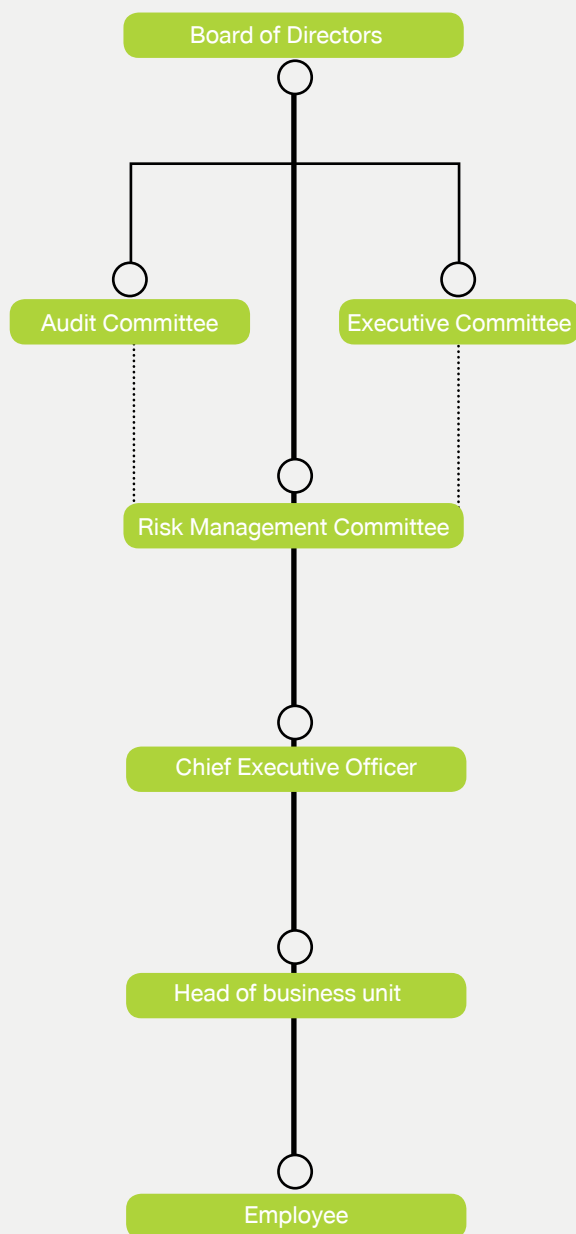 Board of Directors
Audit Committee
Executive Committee
Risk Management Committee
Chief Executive Officer
Head of business unit
Employee